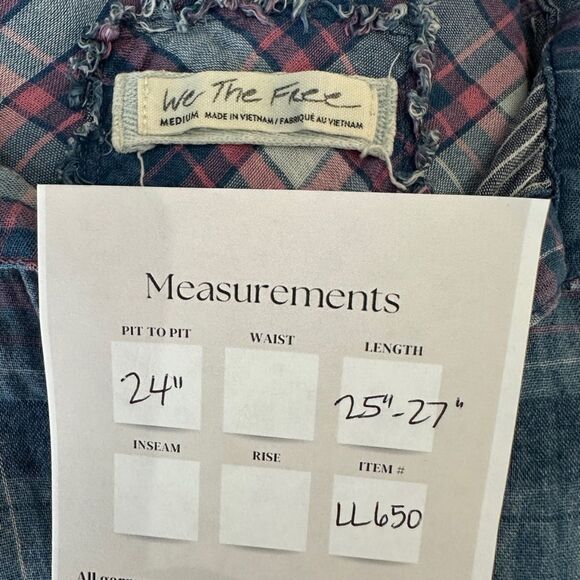 We The Free
MEDIUM MADE IN VIETNAM / FABRIQUÉ AU VIETNAM
Measurements
PIT TO PIT WAIST LENGTH
24" 25"-27"
INSEAM RISE ITEM #
LL650
All